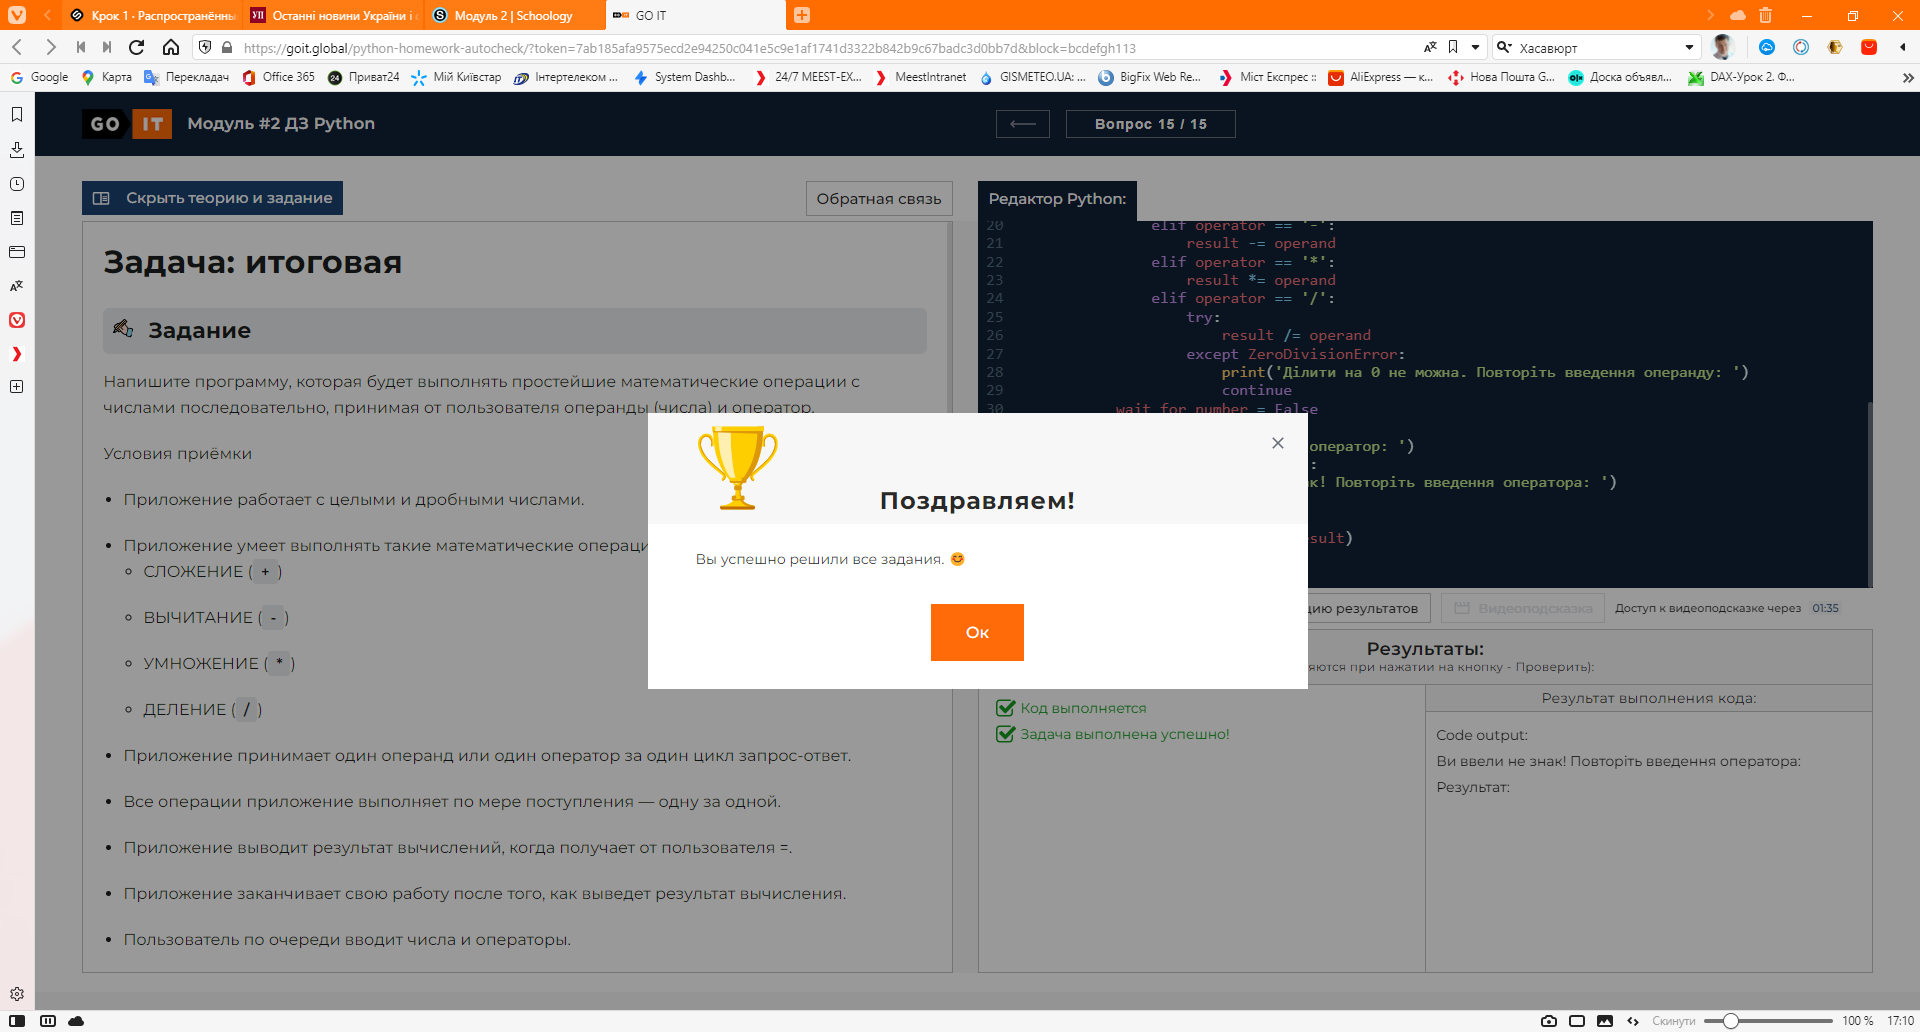 Крок 1 · Распространённы
Останні новини України і
Модуль 2 | Schoology
GO IT
https://goit.global/python-homework-autocheck/?token=7ab185afa9575ecd2e94250c041e5c9e1af1741d3322b842b9c67badc3d0bb7d&block=bcdefgh113
Хасавюрт
Google
Карта
Перекладач
Office 365
Приват24
Мій Київстар
Інтертелеком ...
System Dashb...
24/7 MEEST-EX...
MeestIntranet
GISMETEO.UA: ...
BigFix Web Re...
Міст Експрес ::
AliExpress — к...
Нова Пошта G...
Доска объявл...
DAX-Урок 2. Ф...
GO IT
Модуль #2 ДЗ Python
Вопрос 15 / 15
Скрыть теорию и задание
Обратная связь
Задача: итоговая
Задание
Напишите программу, которая будет выполнять простейшие математические операции с
числами последовательно, принимая от пользователя операнды (числа) и оператор.
Условия приёмки
Приложение работает с целыми и дробными числами.
Приложение умеет выполнять такие математические операци
СЛОЖЕНИЕ ( + )
ВЫЧИТАНИЕ ( - )
УМНОЖЕНИЕ ( * )
ДЕЛЕНИЕ ( / )
Приложение принимает один операнд или один оператор за один цикл запрос-ответ.
Все операции приложение выполняет по мере поступления — одну за одной.
Приложение выводит результат вычислений, когда получает от пользователя =.
Приложение заканчивает свою работу после того, как выведет результат вычисления.
Пользователь по очереди вводит числа и операторы.
Редактор Python:
20 elif operator == '-':
21 result -= operand
22 elif operator == '*':
23 result *= operand
24 elif operator == '/':
25 try:
26 result /= operand
27 except ZeroDivisionError:
28 print('Ділити на 0 не можна. Повторіть введення операнду: ')
29 continue
30 wait_for_number = False
оператор: ')
:
к! Повторіть введення оператора: ')
sult)
Поздравляем!
Вы успешно решили все задания. 😊
Ок
цию результатов
Видеоподсказка
Доступ к видеоподсказке через 01:35
Результаты:
яются при нажатии на кнопку - Проверить):
Код выполняется
Задача выполнена успешно!
Результат выполнения кода:
Code output:
Ви ввели не знак! Повторіть введення оператора:
Результат:
Скинути
100 %
17:10